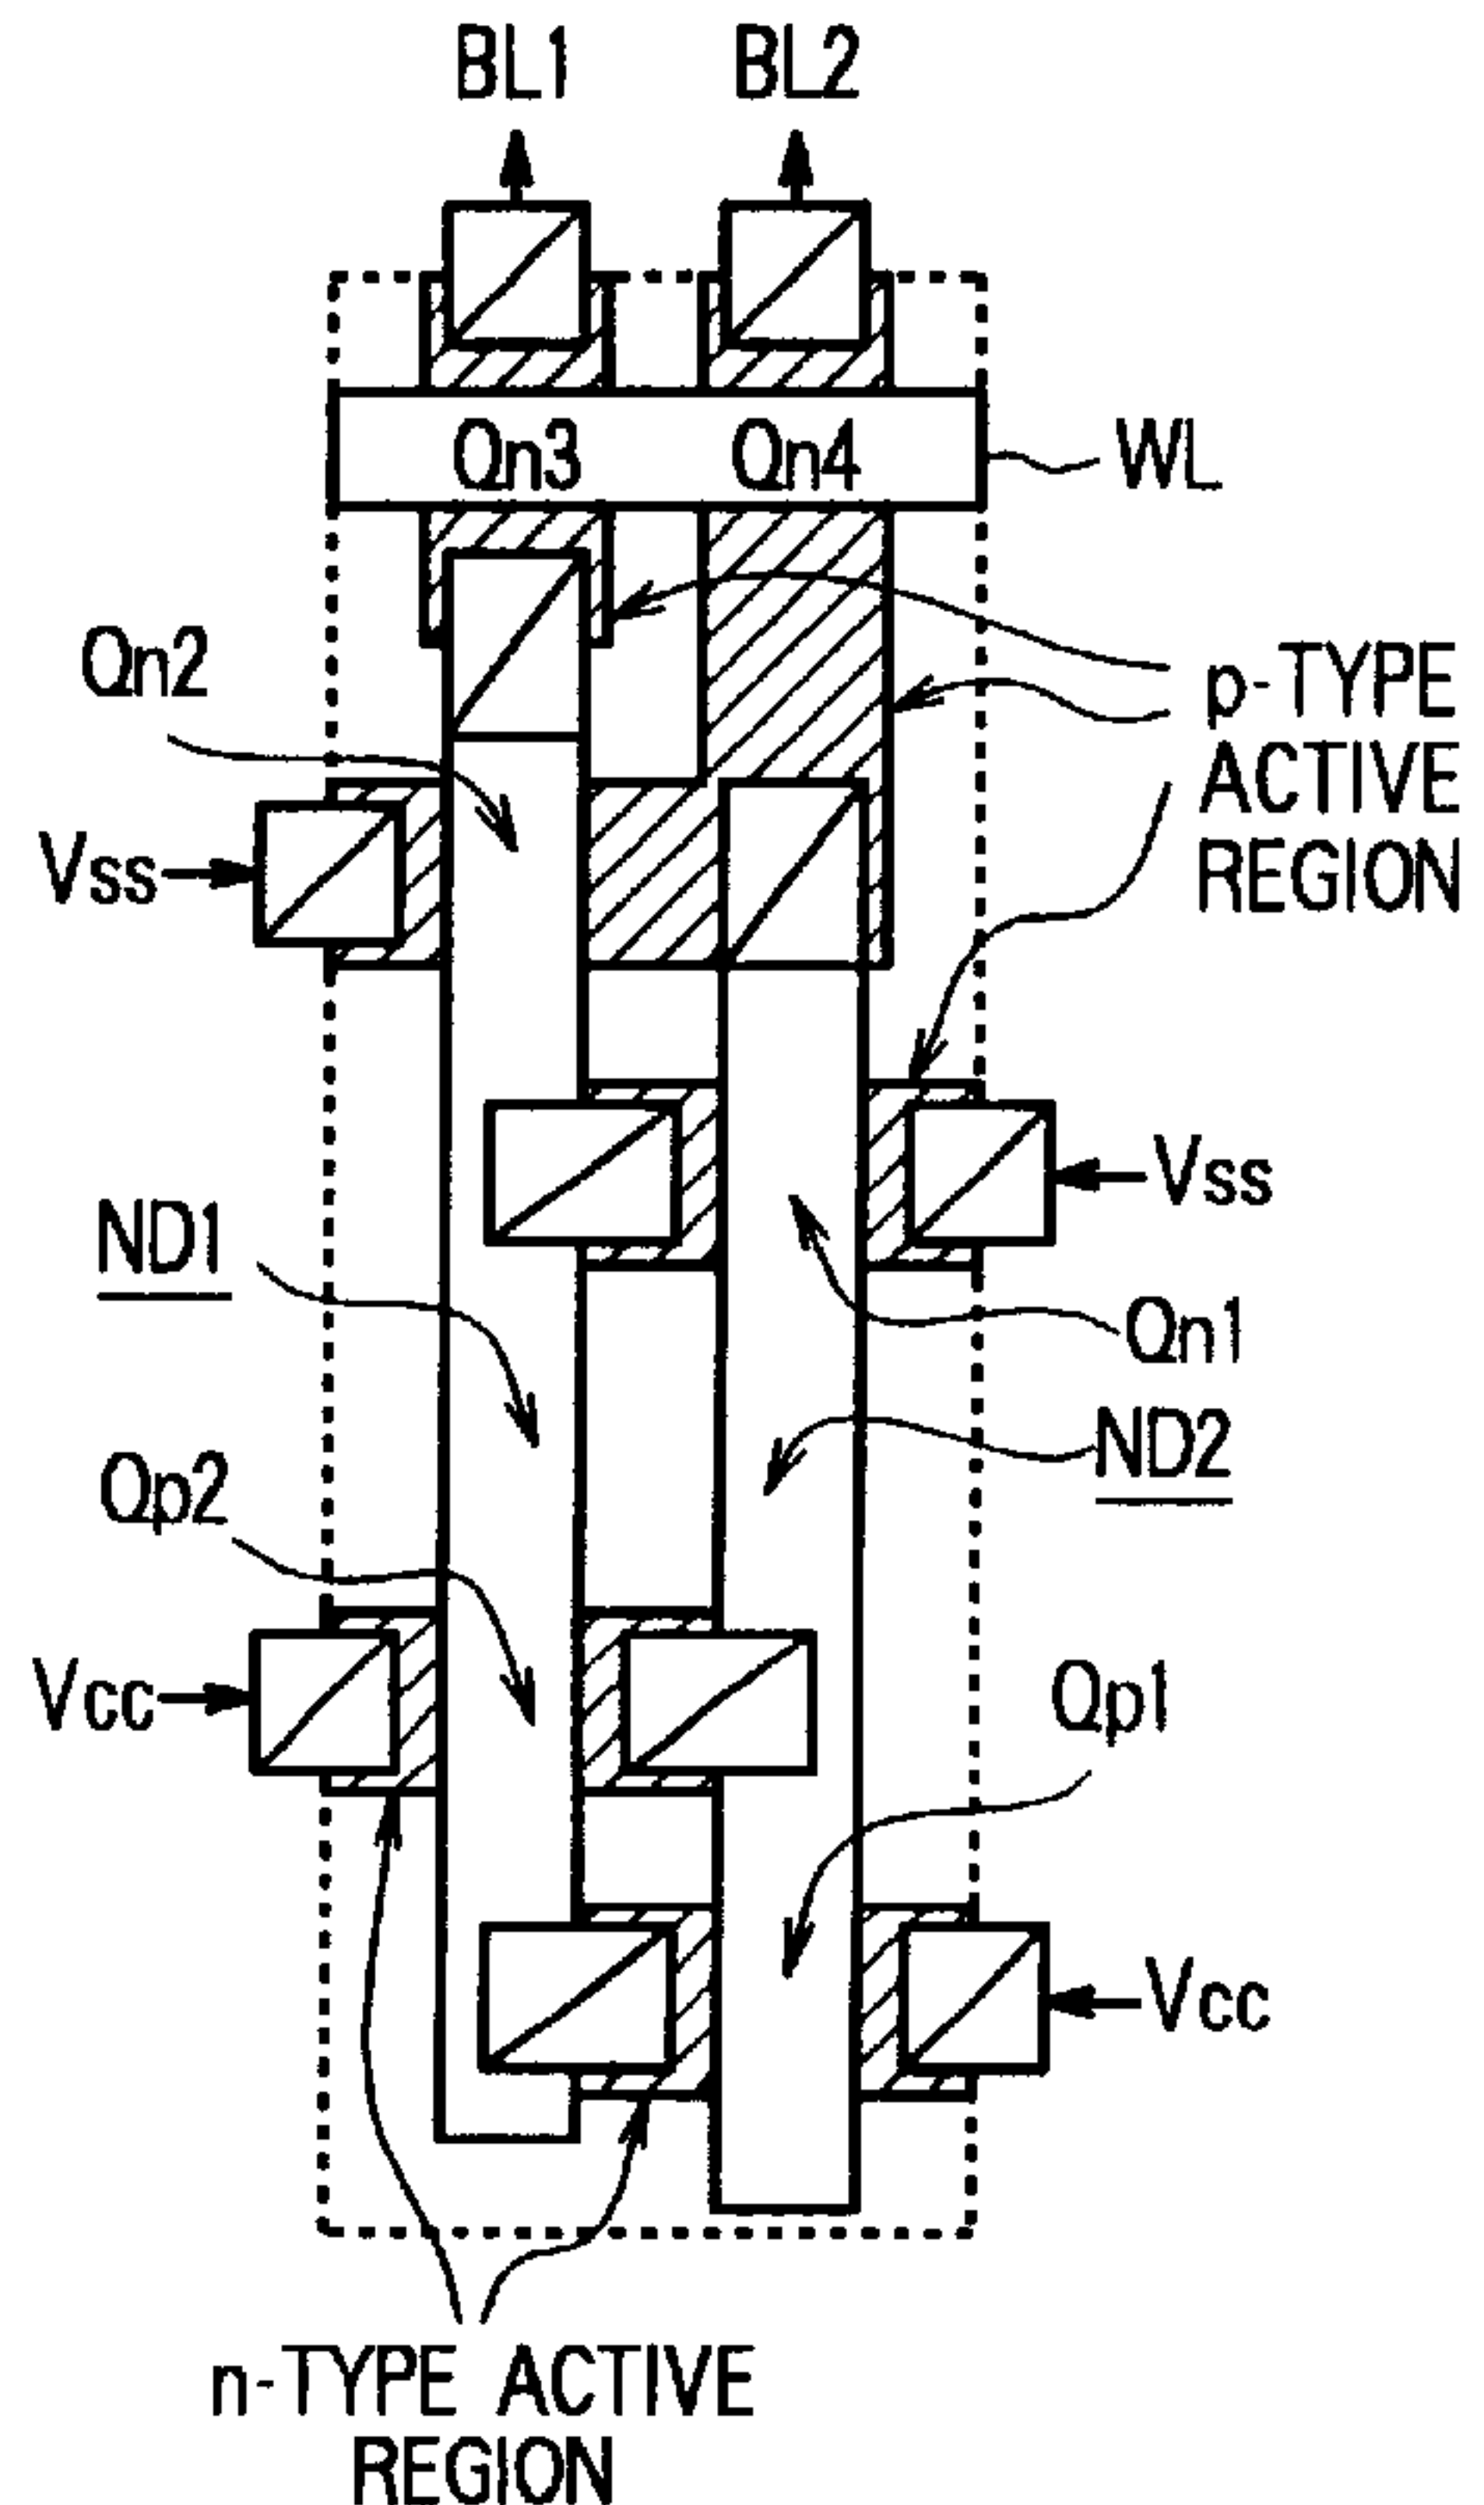 BL1 BL2
Qn3 Qn4 WL
Qn2
p-TYPE
ACTIVE
REGION
Vss
Vss
ND1
Qn1
ND2
Qp2
Vcc
Qp1
Vcc
n-TYPE ACTIVE
REGION